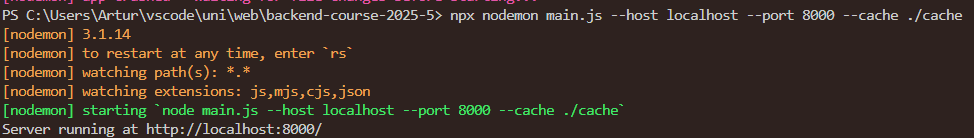 PS C:\Users\Artur\vscode\uni\web\backend-course-2025-5> npx nodemon main.js --host localhost --port 8000 --cache ./cache
[nodemon] 3.1.14
[nodemon] to restart at any time, enter `rs`
[nodemon] watching path(s): *.*
[nodemon] watching extensions: js,mjs,cjs,json
[nodemon] starting `node main.js --host localhost --port 8000 --cache ./cache`
Server running at http://localhost:8000/